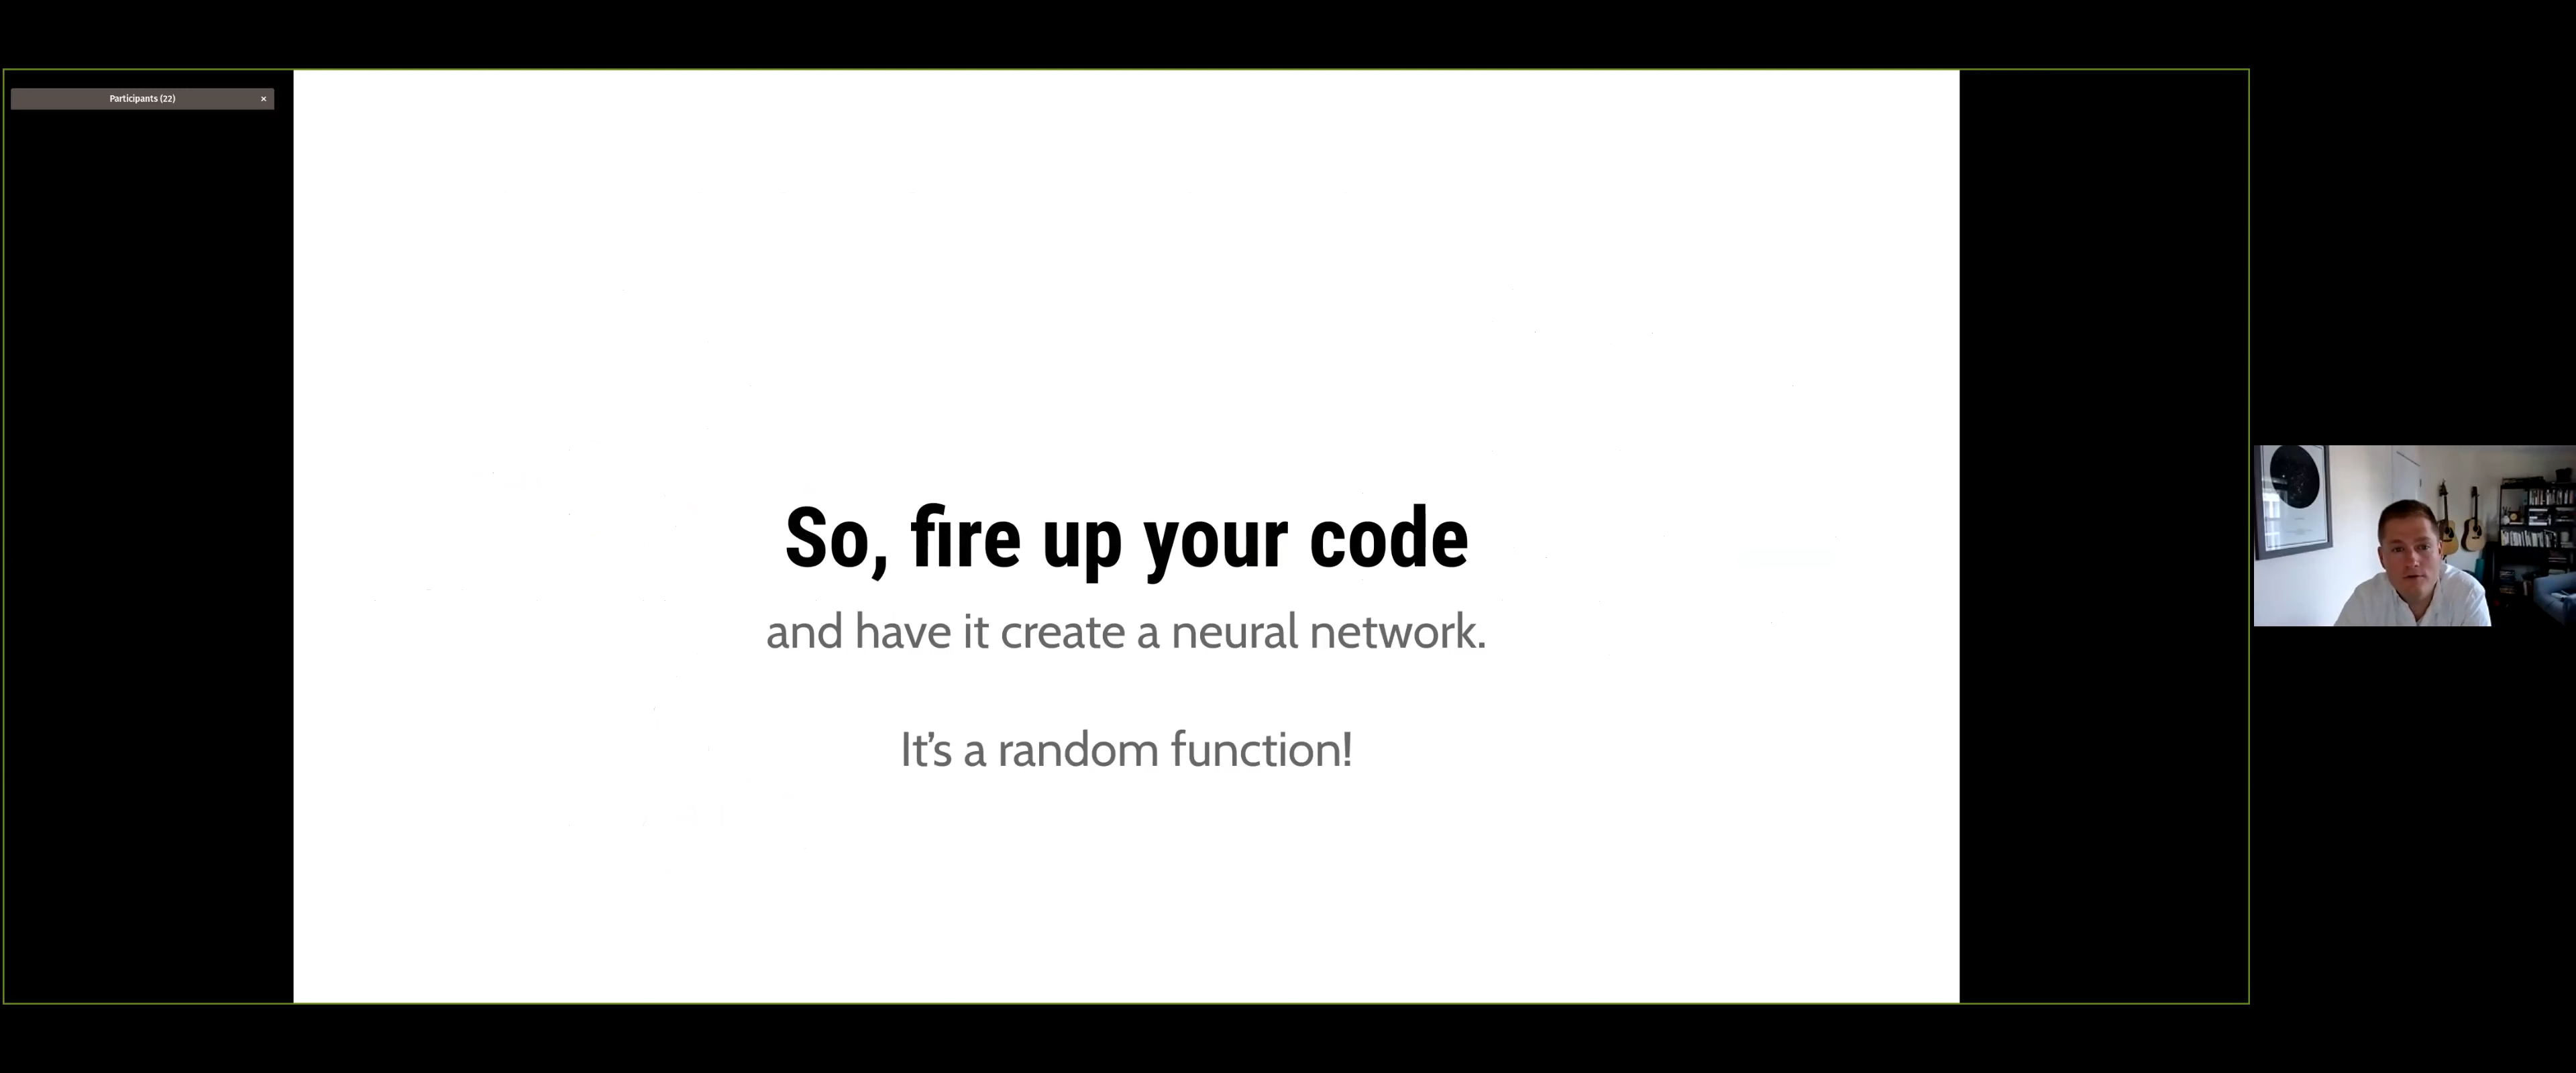 Participants (22) ×
So, fire up your code
and have it create a neural network.
It's a random function!